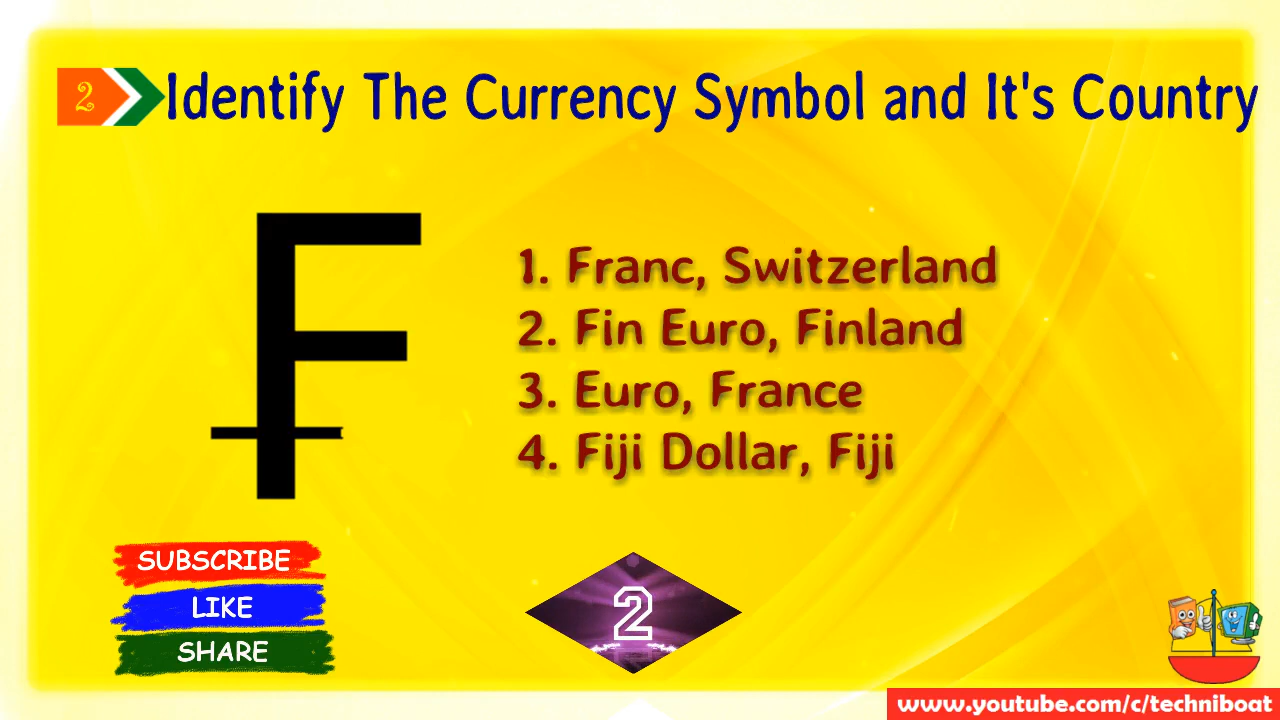 2 Identify The Currency Symbol and It's Country
₣
1. Franc, Switzerland
2. Fin Euro, Finland
3. Euro, France
4. Fiji Dollar, Fiji
SUBSCRIBE
LIKE
SHARE
2
www.youtube.com/c/techniboat